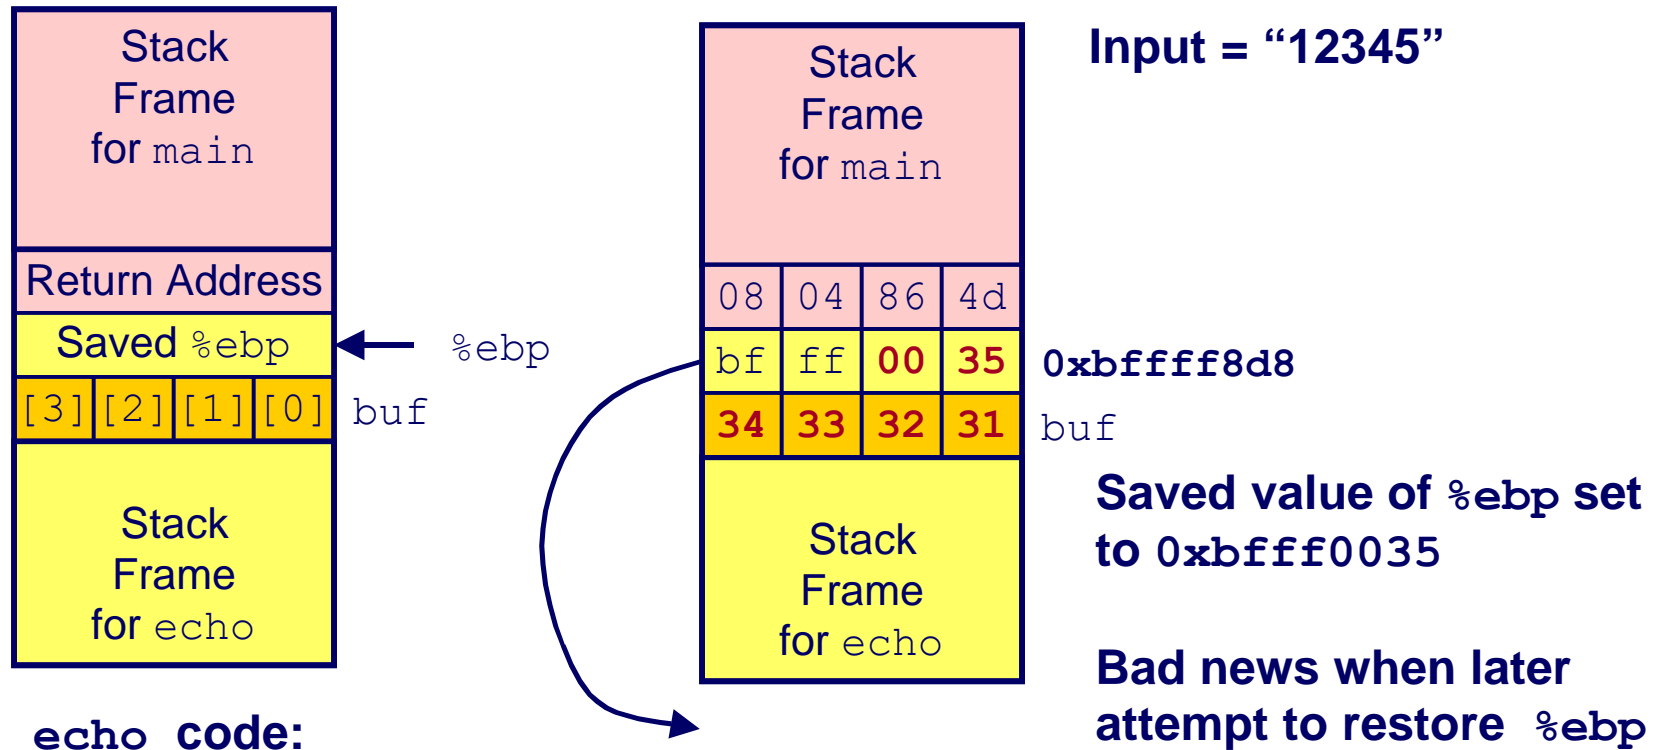 Stack
Frame
for main
Return Address
Saved %ebp
%ebp
[3] [2] [1] [0]
buf
Stack
Frame
for echo
echo code:
Stack
Frame
for main
08 04 86 4d
bf ff 00 35
0xbffff8d8
34 33 32 31
buf
Stack
Frame
for echo
Input = “12345”
Saved value of %ebp set
to 0xbfff0035
Bad news when later
attempt to restore %ebp